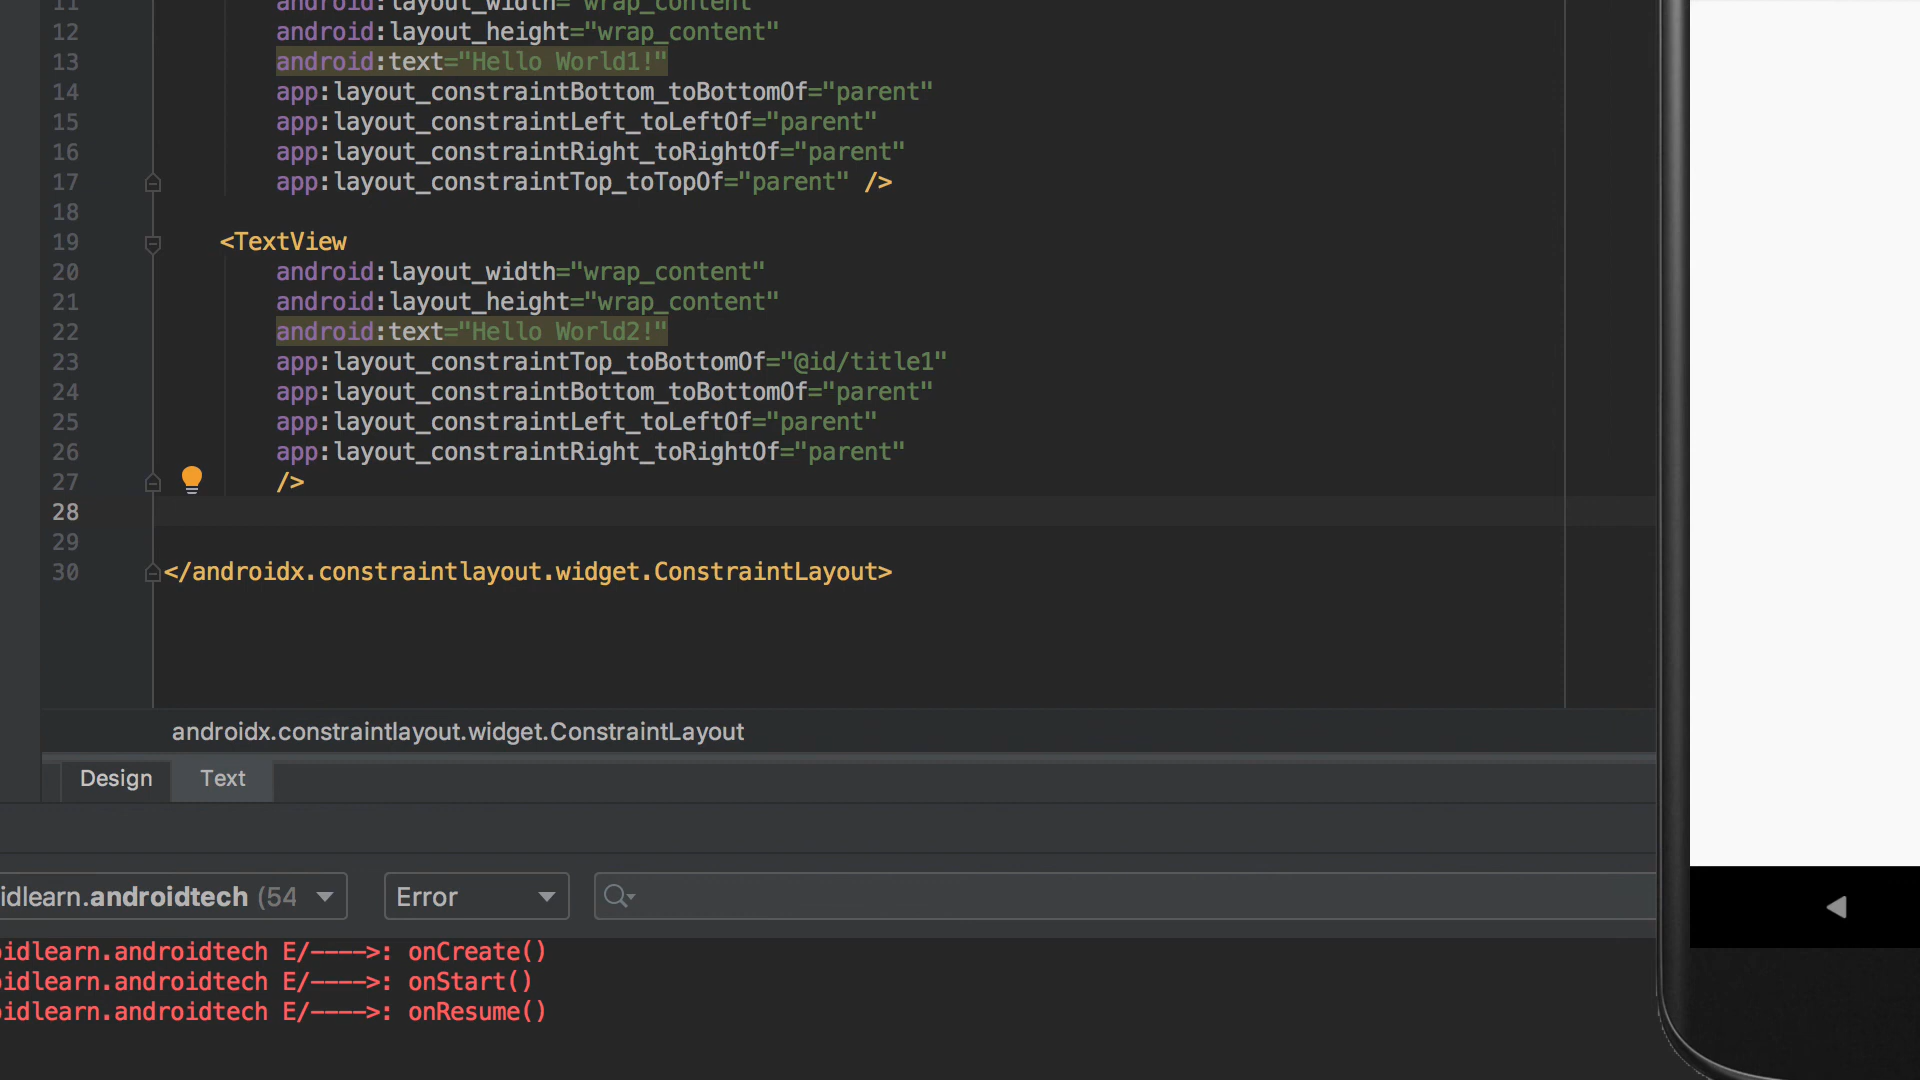 11 android:layout_width="wrap_content"
12 android:layout_height="wrap_content"
13 android:text="Hello World1!"
14 app:layout_constraintBottom_toBottomOf="parent"
15 app:layout_constraintLeft_toLeftOf="parent"
16 app:layout_constraintRight_toRightOf="parent"
17 app:layout_constraintTop_toTopOf="parent" />
18
19 <TextView
20 android:layout_width="wrap_content"
21 android:layout_height="wrap_content"
22 android:text="Hello World2!"
23 app:layout_constraintTop_toBottomOf="@id/title1"
24 app:layout_constraintBottom_toBottomOf="parent"
25 app:layout_constraintLeft_toLeftOf="parent"
26 app:layout_constraintRight_toRightOf="parent"
27 />
28
29
30 </androidx.constraintlayout.widget.ConstraintLayout>
androidx.constraintlayout.widget.ConstraintLayout
Design Text
idlearn.androidtech (54 Error
idlearn.androidtech E/---->: onCreate()
idlearn.androidtech E/---->: onStart()
idlearn.androidtech E/---->: onResume()